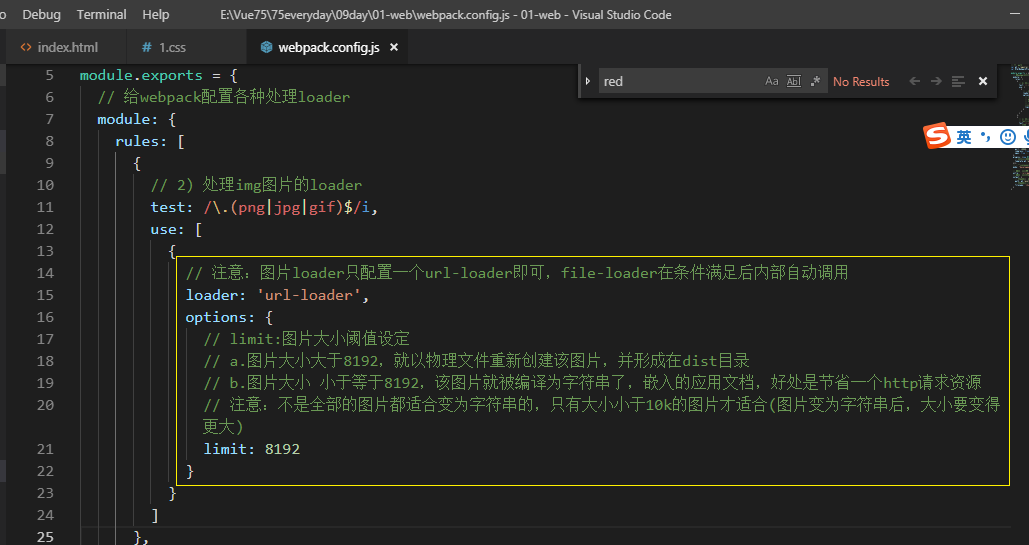 o Debug Terminal Help E:\Vue75\75everyday\09day\01-web\webpack.config.js - 01-web - Visual Studio Code
<> index.html # 1.css webpack.config.js ×
red Aa Abl .* No Results
英
5 module.exports = {
6 // 给webpack配置各种处理loader
7 module: {
8 rules: [
9 {
10 // 2) 处理img图片的loader
11 test: /\.(png|jpg|gif)$/i,
12 use: [
13 {
14 // 注意：图片loader只配置一个url-loader即可，file-loader在条件满足后内部自动调用
15 loader: 'url-loader',
16 options: {
17 // limit:图片大小阈值设定
18 // a.图片大小大于8192，就以物理文件重新创建该图片，并形成在dist目录
19 // b.图片大小 小于等于8192，该图片就被编译为字符串了，嵌入的应用文档，好处是节省一个http请求资源
20 // 注意：不是全部的图片都适合变为字符串的，只有大小小于10k的图片才适合(图片变为字符串后，大小要变得
更大)
21 limit: 8192
22 }
23 }
24 ]
25 },